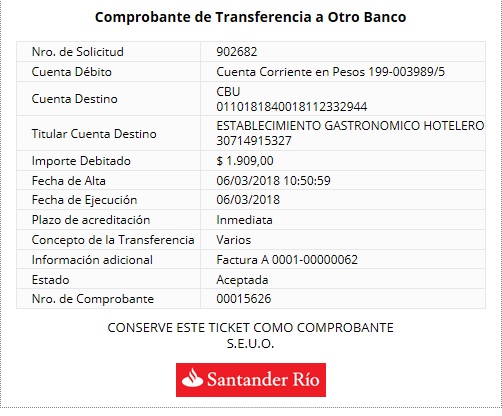 Comprobante de Transferencia a Otro Banco
Nro. de Solicitud 902682
Cuenta Débito Cuenta Corriente en Pesos 199-003989/5
Cuenta Destino CBU
0110181840018112332944
Titular Cuenta Destino ESTABLECIMIENTO GASTRONOMICO HOTELERO
30714915327
Importe Debitado $ 1.909,00
Fecha de Alta 06/03/2018 10:50:59
Fecha de Ejecución 06/03/2018
Plazo de acreditación Inmediata
Concepto de la Transferencia Varios
Información adicional Factura A 0001-00000062
Estado Aceptada
Nro. de Comprobante 00015626
CONSERVE ESTE TICKET COMO COMPROBANTE
S.E.U.O.
Santander Río